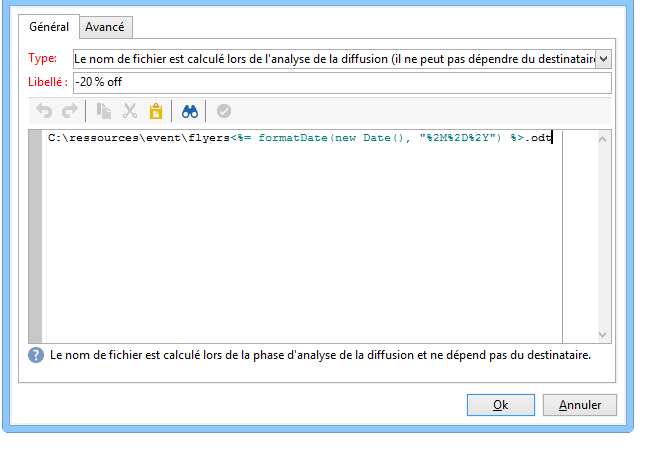 Général Avancé
Type: Le nom de fichier est calculé lors de l'analyse de la diffusion (il ne peut pas dépendre du destinatair
Libellé : -20 % off
C:\ressources\event\flyers<%= formatDate(new Date(), "%2M%2D%2Y") %>.odt
Le nom de fichier est calculé lors de la phase d'analyse de la diffusion et ne dépend pas du destinataire.
Ok Annuler